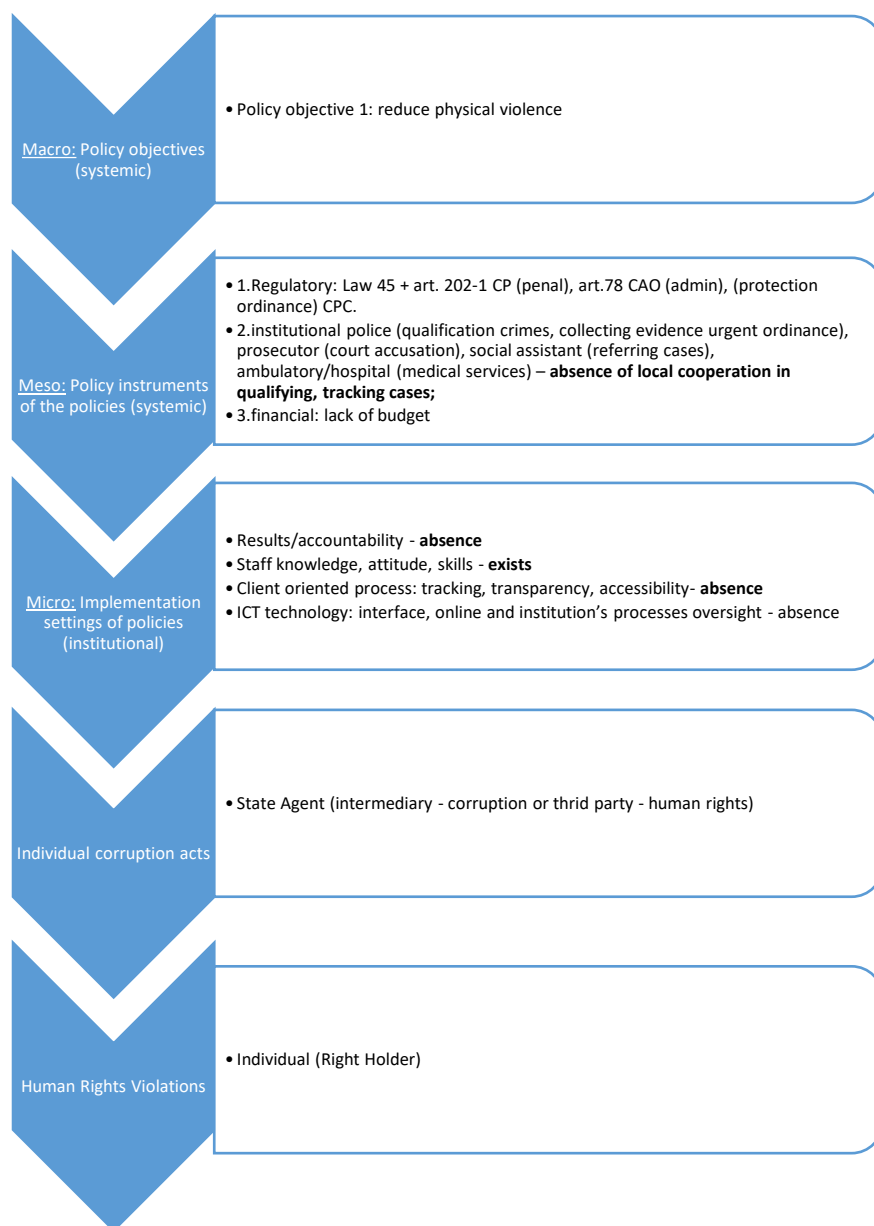 Macro: Policy objectives
(systemic)
• Policy objective 1: reduce physical violence
Meso: Policy instruments
of the policies (systemic)
• 1.Regulatory: Law 45 + art. 202-1 CP (penal), art.78 CAO (admin), (protection
ordinance) CPC.
• 2.institutional police (qualification crimes, collecting evidence urgent ordinance),
prosecutor (court accusation), social assistant (referring cases),
ambulatory/hospital (medical services) – absence of local cooperation in
qualifying, tracking cases;
• 3.financial: lack of budget
Micro: Implementation
settings of policies
(institutional)
• Results/accountability - absence
• Staff knowledge, attitude, skills - exists
• Client oriented process: tracking, transparency, accessibility- absence
• ICT technology: interface, online and institution’s processes oversight - absence
Individual corruption acts
• State Agent (intermediary - corruption or thrid party - human rights)
Human Rights Violations
• Individual (Right Holder)